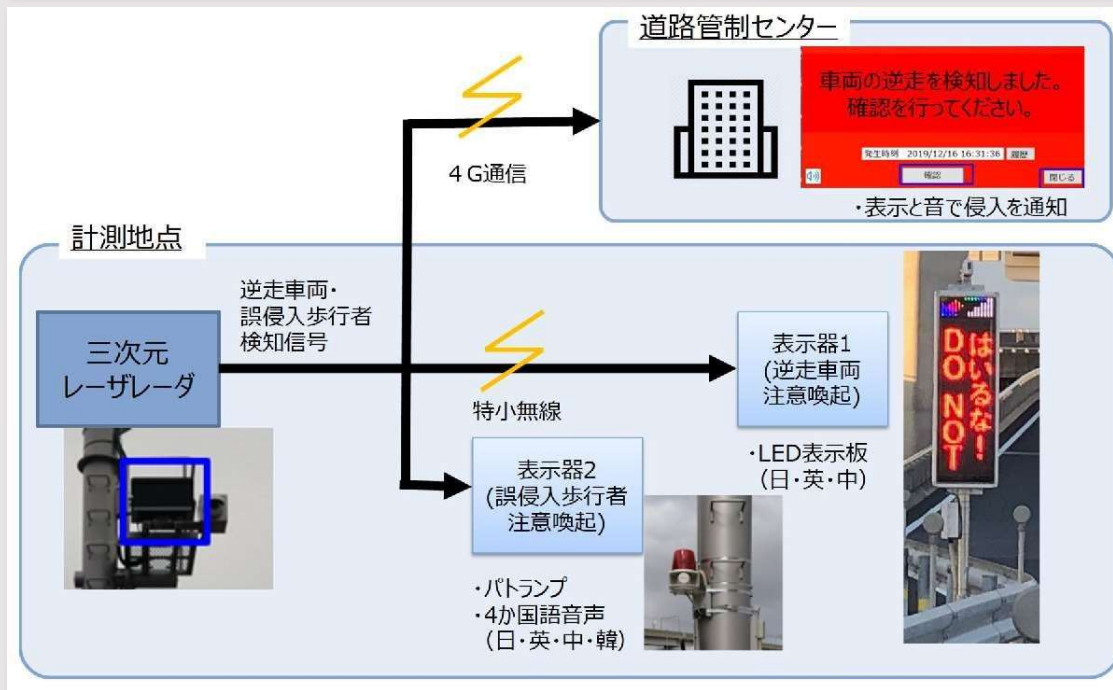 道路管制センター
車両の逆走を検知しました。
確認を行ってください。
発生時刻 2019/12/16 16:31:36 履歴
確認
閉じる
・表示と音で侵入を通知
4G通信
計測地点
逆走車両・
誤侵入歩行者
検知信号
三次元
レーザレーダ
特小無線
表示器1
(逆走車両
注意喚起)
・LED表示板
(日・英・中)
はいるな!
DO NOT
表示器2
(誤侵入歩行者
注意喚起)
・パトランプ
・4か国語音声
(日・英・中・韓)